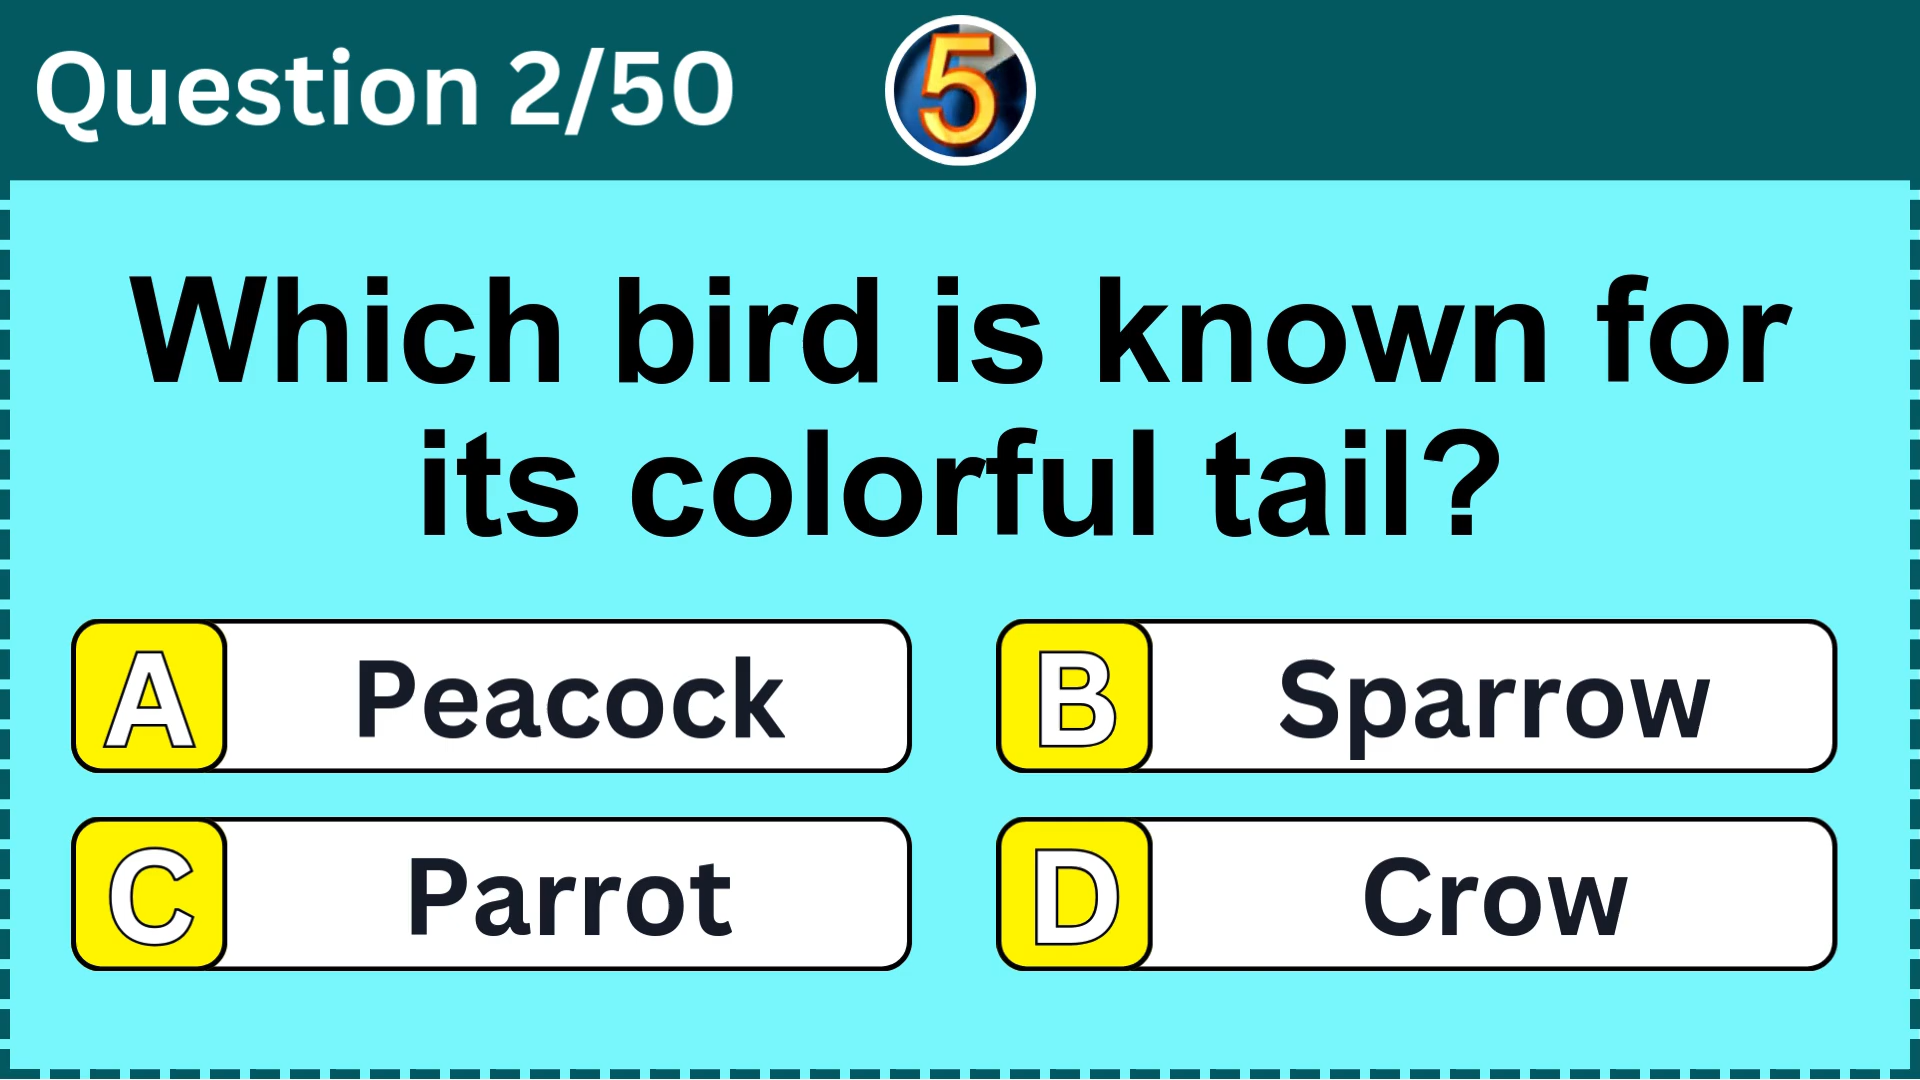 Question 2/50
5
Which bird is known for
its colorful tail?
A Peacock
B Sparrow
C Parrot
D Crow